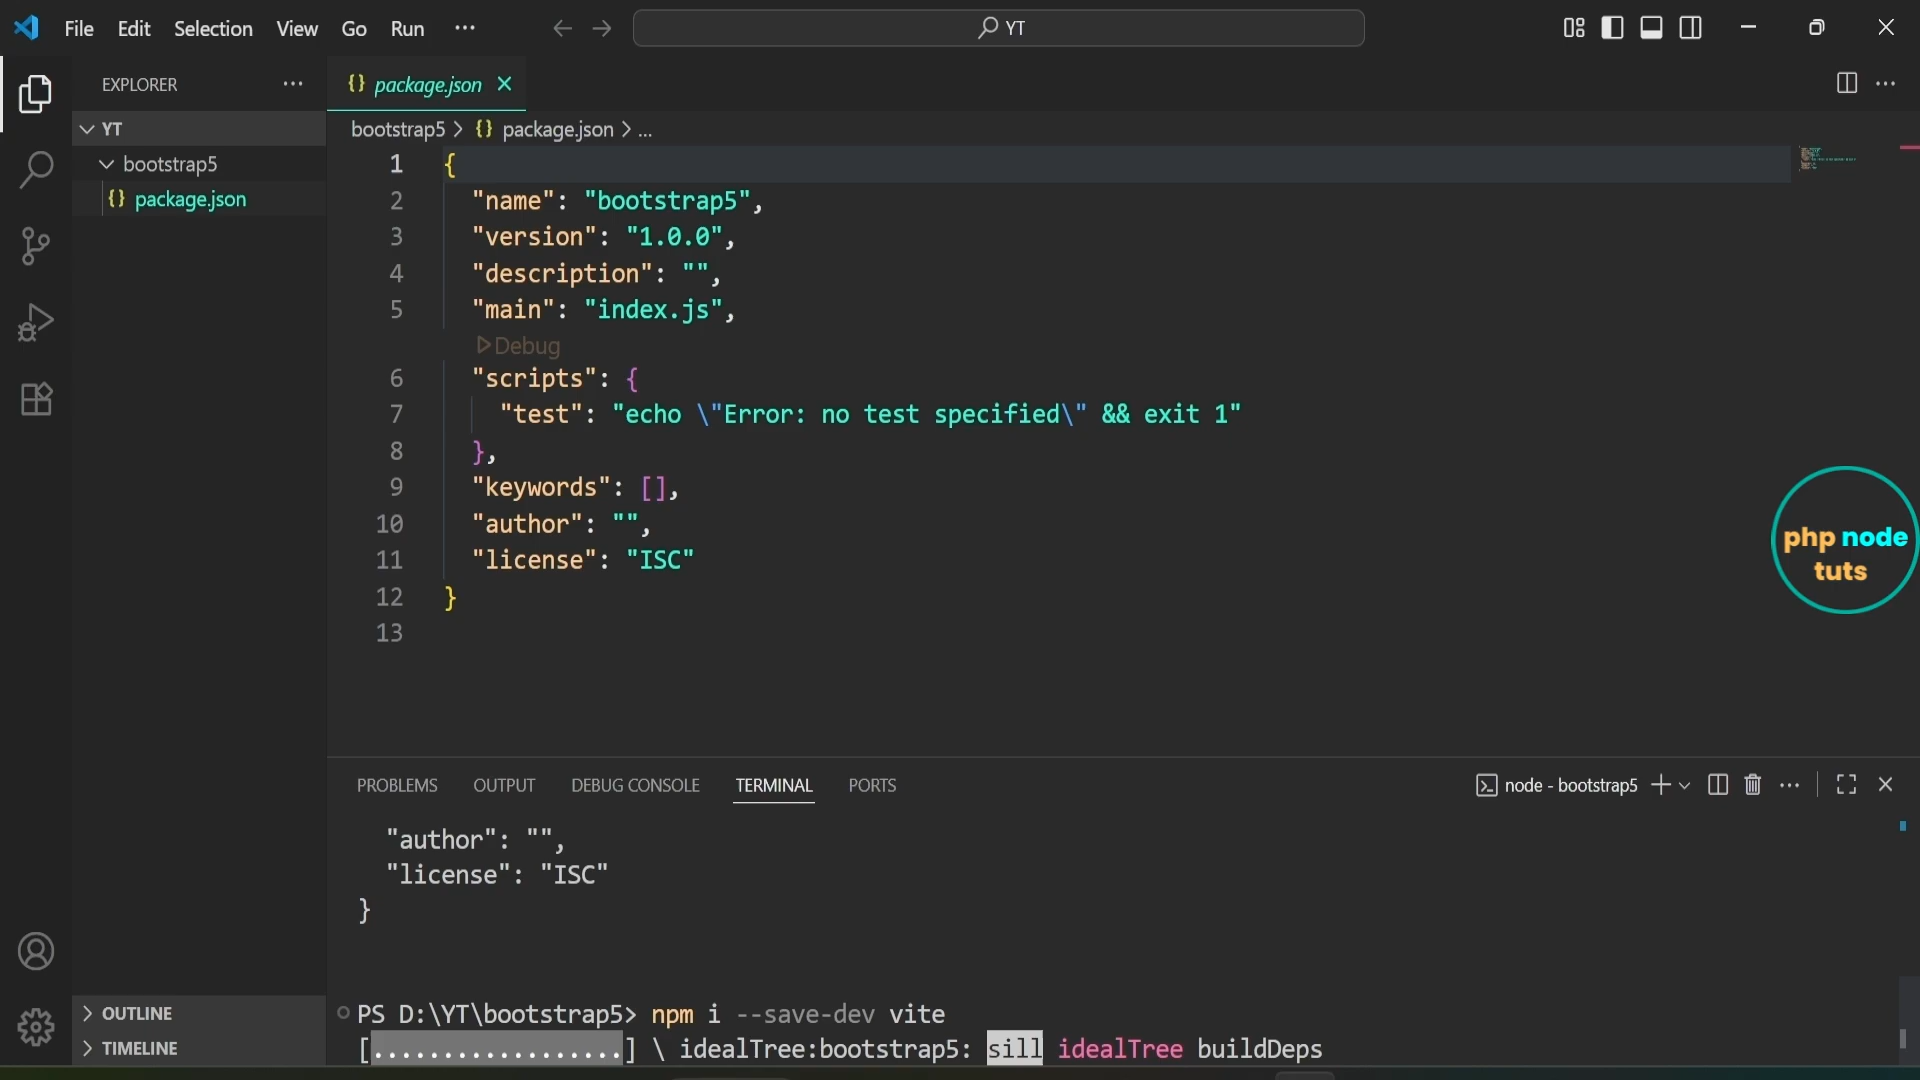 File Edit Selection View Go Run ···
YT
EXPLORER ···
package.json
YT
bootstrap5 > {} package.json > ...
bootstrap5
{} package.json
1 {
2 "name": "bootstrap5",
3 "version": "1.0.0",
4 "description": "",
5 "main": "index.js",
Debug
6 "scripts": {
7 "test": "echo \"Error: no test specified\" && exit 1"
8 },
9 "keywords": [],
10 "author": "",
11 "license": "ISC"
12 }
13
php node
tuts
PROBLEMS OUTPUT DEBUG CONSOLE TERMINAL PORTS
node - bootstrap5
"author": "",
"license": "ISC"
}
PS D:\YT\bootstrap5> npm i --save-dev vite
[..................] \ idealTree:bootstrap5: sill idealTree buildDeps
OUTLINE
TIMELINE